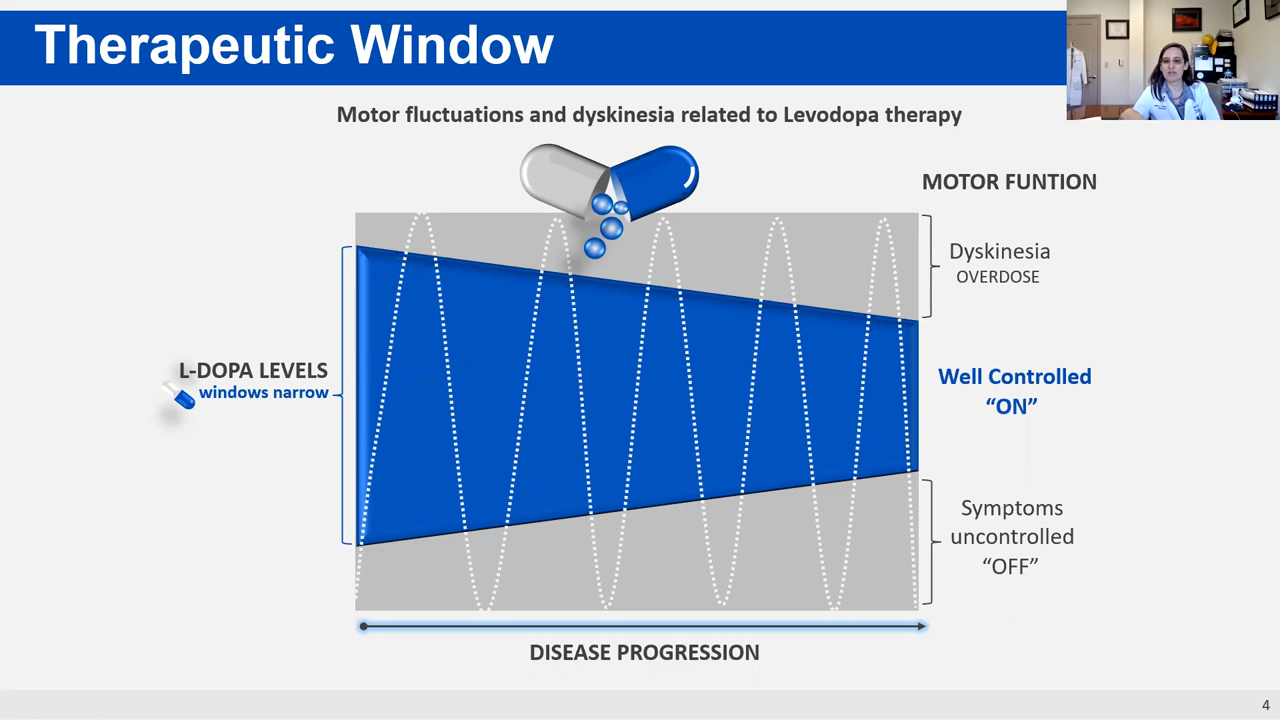 Therapeutic Window
Motor fluctuations and dyskinesia related to Levodopa therapy
MOTOR FUNTION
Dyskinesia
OVERDOSE
L-DOPA LEVELS
windows narrow
Well Controlled
“ON”
Symptoms
uncontrolled
“OFF”
DISEASE PROGRESSION
4